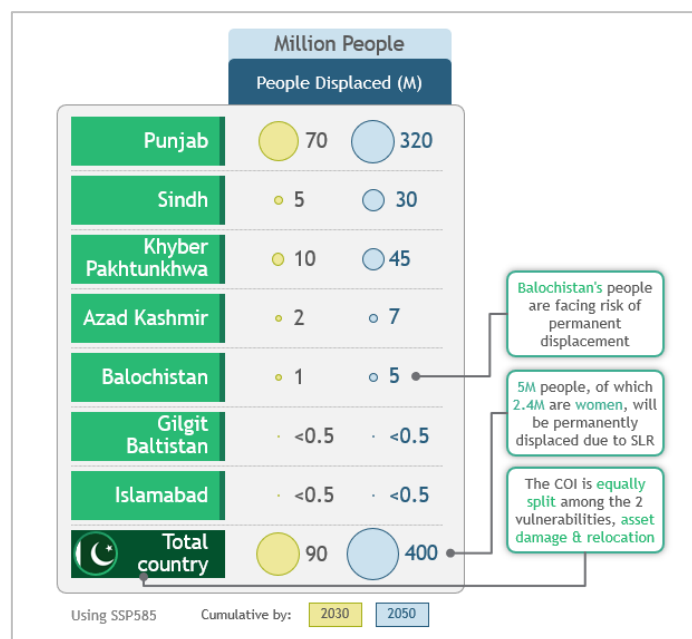 Million People
People Displaced (M)
Punjab 70 320
Sindh 5 30
Khyber
Pakhtunkhwa 10 45
Azad Kashmir 2 7
Balochistan 1 5
Gilgit
Baltistan <0.5 <0.5
Islamabad <0.5 <0.5
Total
country 90 400
Balochistan's people
are facing risk of
permanent
displacement
5M people, of which
2.4M are women, will
be permanently
displaced due to SLR
The COI is equally
split among the 2
vulnerabilities, asset
damage & relocation
Using SSP585 Cumulative by: 2030 2050